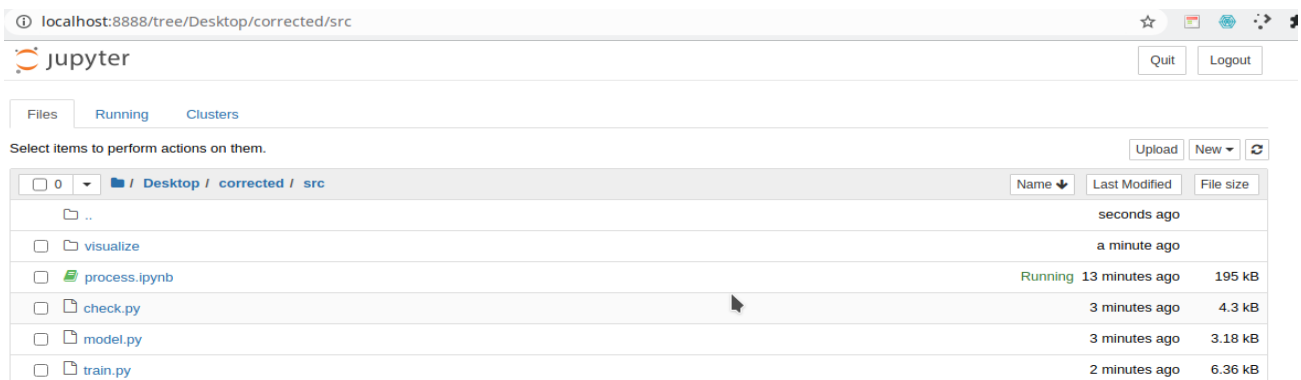 localhost:8888/tree/Desktop/corrected/src
jupyter
Quit Logout
Files Running Clusters
Select items to perform actions on them.
Upload New
0 / Desktop / corrected / src Name Last Modified File size
.. seconds ago
visualize a minute ago
process.ipynb Running 13 minutes ago 195 kB
check.py 3 minutes ago 4.3 kB
model.py 3 minutes ago 3.18 kB
train.py 2 minutes ago 6.36 kB